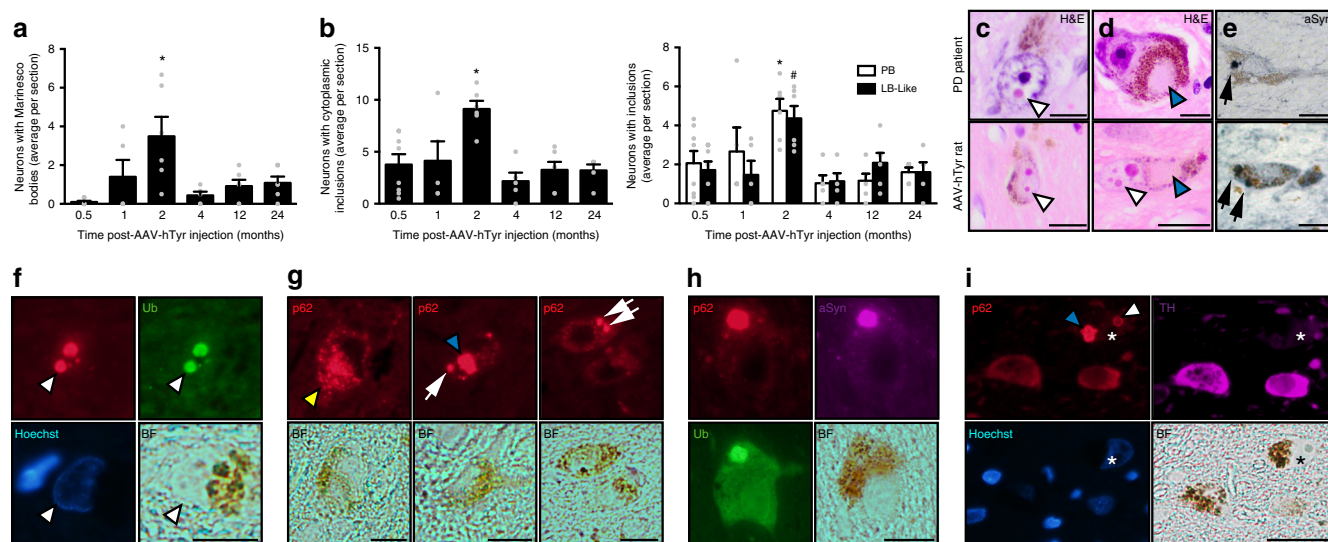 a
Neurons with Marinesco
bodies (average per section)
8
6
4
2
0
*
0.5 1 2 4 12 24
Time post-AAV-hTyr injection (months)
b
Neurons with cytoplasmic
inclusions (average per section)
15
10
5
0
*
0.5 1 2 4 12 24
Time post-AAV-hTyr injection (months)
Neurons with inclusions
(average per section)
8
6
4
2
0
* #
PB
LB-Like
0.5 1 2 4 12 24
Time post-AAV-hTyr injection (months)
c d e
PD patient
H&E H&E aSyn
AAV-hTyr rat
f
Ub
Hoechst BF
g
p62 p62 p62
BF BF BF
h
p62 aSyn
Ub BF
i
p62 TH
* *
Hoechst BF
* *